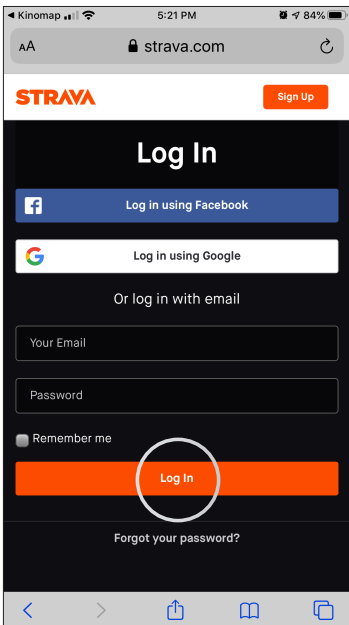 Kinomap 5:21 PM 84%
AA strava.com
STRAVA Sign Up
Log In
Log in using Facebook
Log in using Google
Or log in with email
Your Email
Password
Remember me
Log In
Forgot your password?